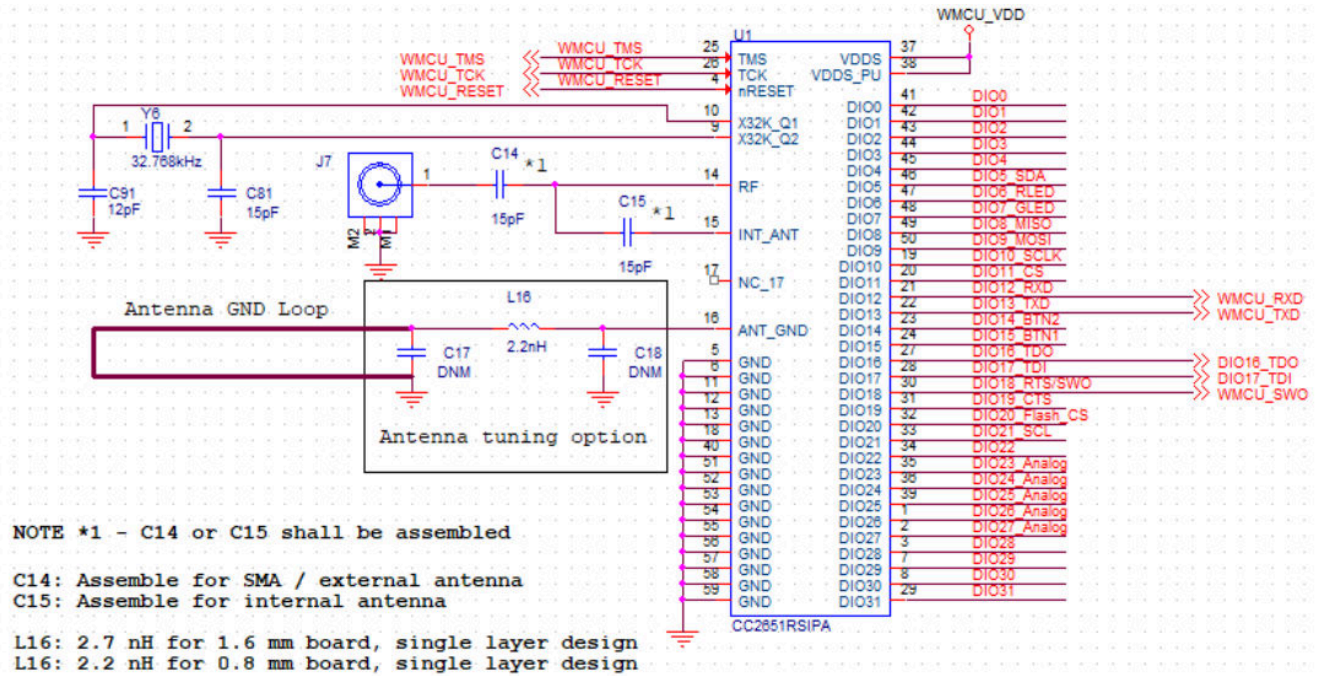 WMCU_VDD
U1
WMCU_TMS WMCU_TMS 25 TMS VDDS 37
WMCU_TCK WMCU_TCK 26 TCK VDDS_PU 38
WMCU_RESET WMCU_RESET 4 nRESET
DIO0 41 DIO0
10 X32K_Q1 DIO1 42 DIO1
9 X32K_Q2 DIO2 43 DIO2
Y6
1 2
32.768kHz
C91
12pF
C81
15pF
J7
1
M2 2 M1
C14 *1
15pF
C15 *1
15pF
DIO3 44 DIO3
DIO4 45 DIO4
14 RF DIO5 46 DIO5_SDA
DIO6 47 DIO6_RLED
DIO7 48 DIO7_GLED
15 INT_ANT DIO8 49 DIO8_MISO
DIO9 50 DIO9_MOSI
DIO10 19 DIO10_SCLK
17 NC_17 DIO11 20 DIO11_CS
DIO12 21 DIO12_RXD WMCU_RXD
DIO13 22 DIO13_TXD WMCU_TXD
16 ANT_GND DIO14 23 DIO14_BTN2
DIO15 24 DIO15_BTN1
Antenna GND Loop
L16
2.2nH
C17
DNM
C18
DNM
Antenna tuning option
5 GND DIO16 27 DIO16_TDO DIO16_TDO
6 GND DIO17 28 DIO17_TDI DIO17_TDI
11 GND DIO18 30 DIO18_RTS/SWO WMCU_SWO
12 GND DIO19 31 DIO19_CTS
13 GND DIO20 32 DIO20_Flash_CS
18 GND DIO21 33 DIO21_SCL
40 GND DIO22 34 DIO22
51 GND DIO23 35 DIO23_Analog
52 GND DIO24 36 DIO24_Analog
53 GND DIO25 39 DIO25_Analog
54 GND DIO26 1 DIO26_Analog
55 GND DIO27 2 DIO27_Analog
56 GND DIO28 3 DIO28
57 GND DIO29 7 DIO29
58 GND DIO30 8 DIO30
59 GND DIO31 29 DIO31
CC2651RSIPA
NOTE *1 - C14 or C15 shall be assembled
C14: Assemble for SMA / external antenna
C15: Assemble for internal antenna
L16: 2.7 nH for 1.6 mm board, single layer design
L16: 2.2 nH for 0.8 mm board, single layer design